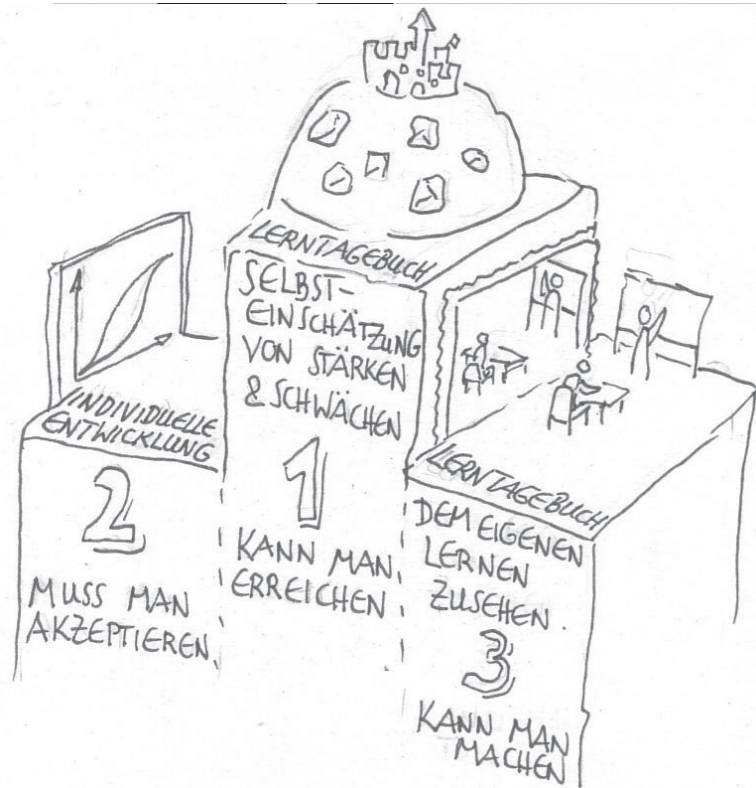 INDIVIDUELLE
ENTWICKLUNG
2
MUSS MAN
AKZEPTIEREN.
LERNTAGEBUCH
SELBST-
EINSCHÄTZUNG
VON STÄRKEN
& SCHWÄCHEN
1
KANN MAN
ERREICHEN
LERNTAGEBUCH
DEM EIGENEN
LERNEN
ZUSEHEN.
3
KANN MAN
MACHEN